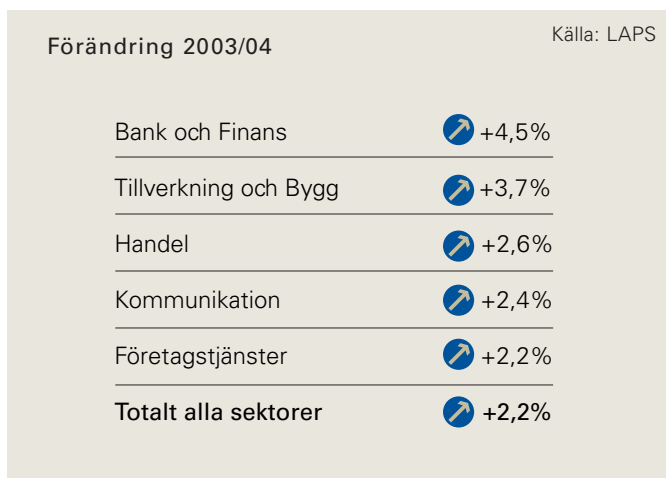 Förändring 2003/04
Källa: LAPS
Bank och Finans +4,5%
Tillverkning och Bygg +3,7%
Handel +2,6%
Kommunikation +2,4%
Företagstjänster +2,2%
Totalt alla sektorer +2,2%